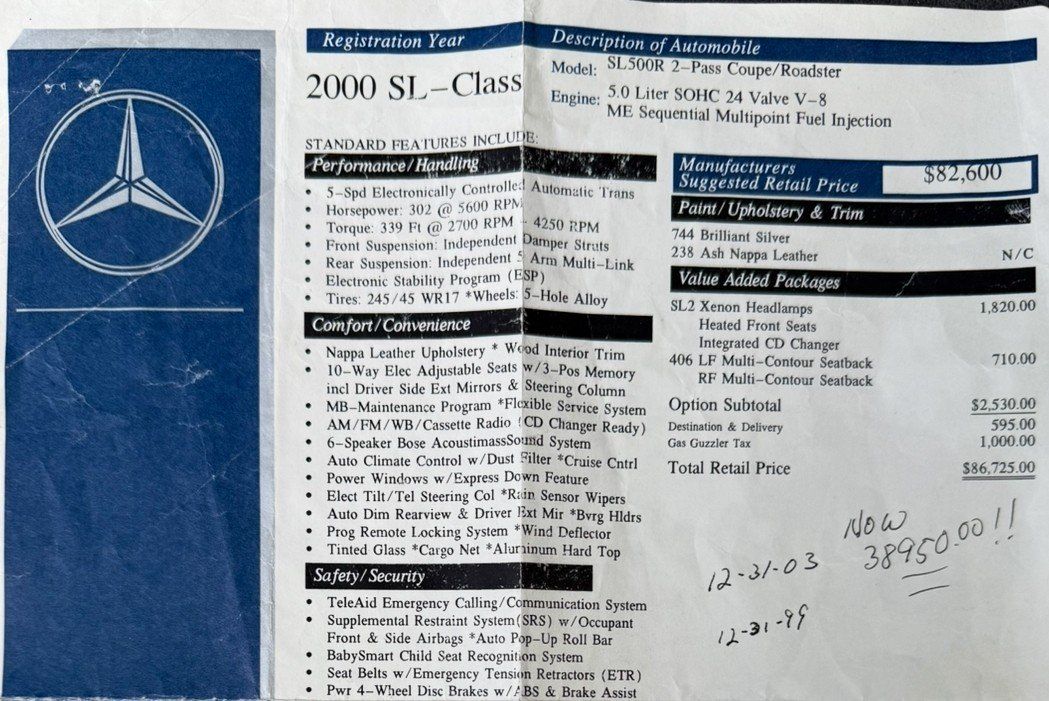 Registration Year
2000 SL-Class
Description of Automobile
Model: SL500R 2-Pass Coupe/Roadster
Engine: 5.0 Liter SOHC 24 Valve V-8
ME Sequential Multipoint Fuel Injection
STANDARD FEATURES INCLUDE:
Performance/Handling
• 5-Spd Electronically Controlled Automatic Trans
• Horsepower: 302 @ 5600 RPM
• Torque: 339 Ft @ 2700 RPM - 4250 RPM
• Front Suspension: Independent Damper Struts
• Rear Suspension: Independent 5 Arm Multi-Link
• Electronic Stability Program (ESP)
• Tires: 245/45 WR17 *Wheels: 5-Hole Alloy
Comfort/Convenience
• Nappa Leather Upholstery * Wood Interior Trim
• 10-Way Elec Adjustable Seats w/3-Pos Memory
incl Driver Side Ext Mirrors & Steering Column
• MB-Maintenance Program *Flexible Service System
• AM/FM/WB/Cassette Radio (CD Changer Ready)
• 6-Speaker Bose AcoustimassSound System
• Auto Climate Control w/Dust Filter *Cruise Cntrl
• Power Windows w/Express Down Feature
• Elect Tilt/Tel Steering Col *Rain Sensor Wipers
• Auto Dim Rearview & Driver Ext Mir *Bvrg Hldrs
• Prog Remote Locking System *Wind Deflector
• Tinted Glass *Cargo Net *Aluminum Hard Top
Safety/Security
• TeleAid Emergency Calling/Communication System
• Supplemental Restraint System(SRS) w/Occupant
Front & Side Airbags *Auto Pop-Up Roll Bar
• BabySmart Child Seat Recognition System
• Seat Belts w/Emergency Tension Retractors (ETR)
• Pwr 4-Wheel Disc Brakes w/ABS & Brake Assist
Manufacturers
Suggested Retail Price $82,600
Paint/Upholstery & Trim
744 Brilliant Silver
238 Ash Nappa Leather N/C
Value Added Packages
SL2 Xenon Headlamps 1,820.00
Heated Front Seats
Integrated CD Changer
406 LF Multi-Contour Seatback 710.00
RF Multi-Contour Seatback
Option Subtotal $2,530.00
Destination & Delivery 595.00
Gas Guzzler Tax 1,000.00
Total Retail Price $86,725.00
NOW
38950.00!!
12-31-03
12-31-99